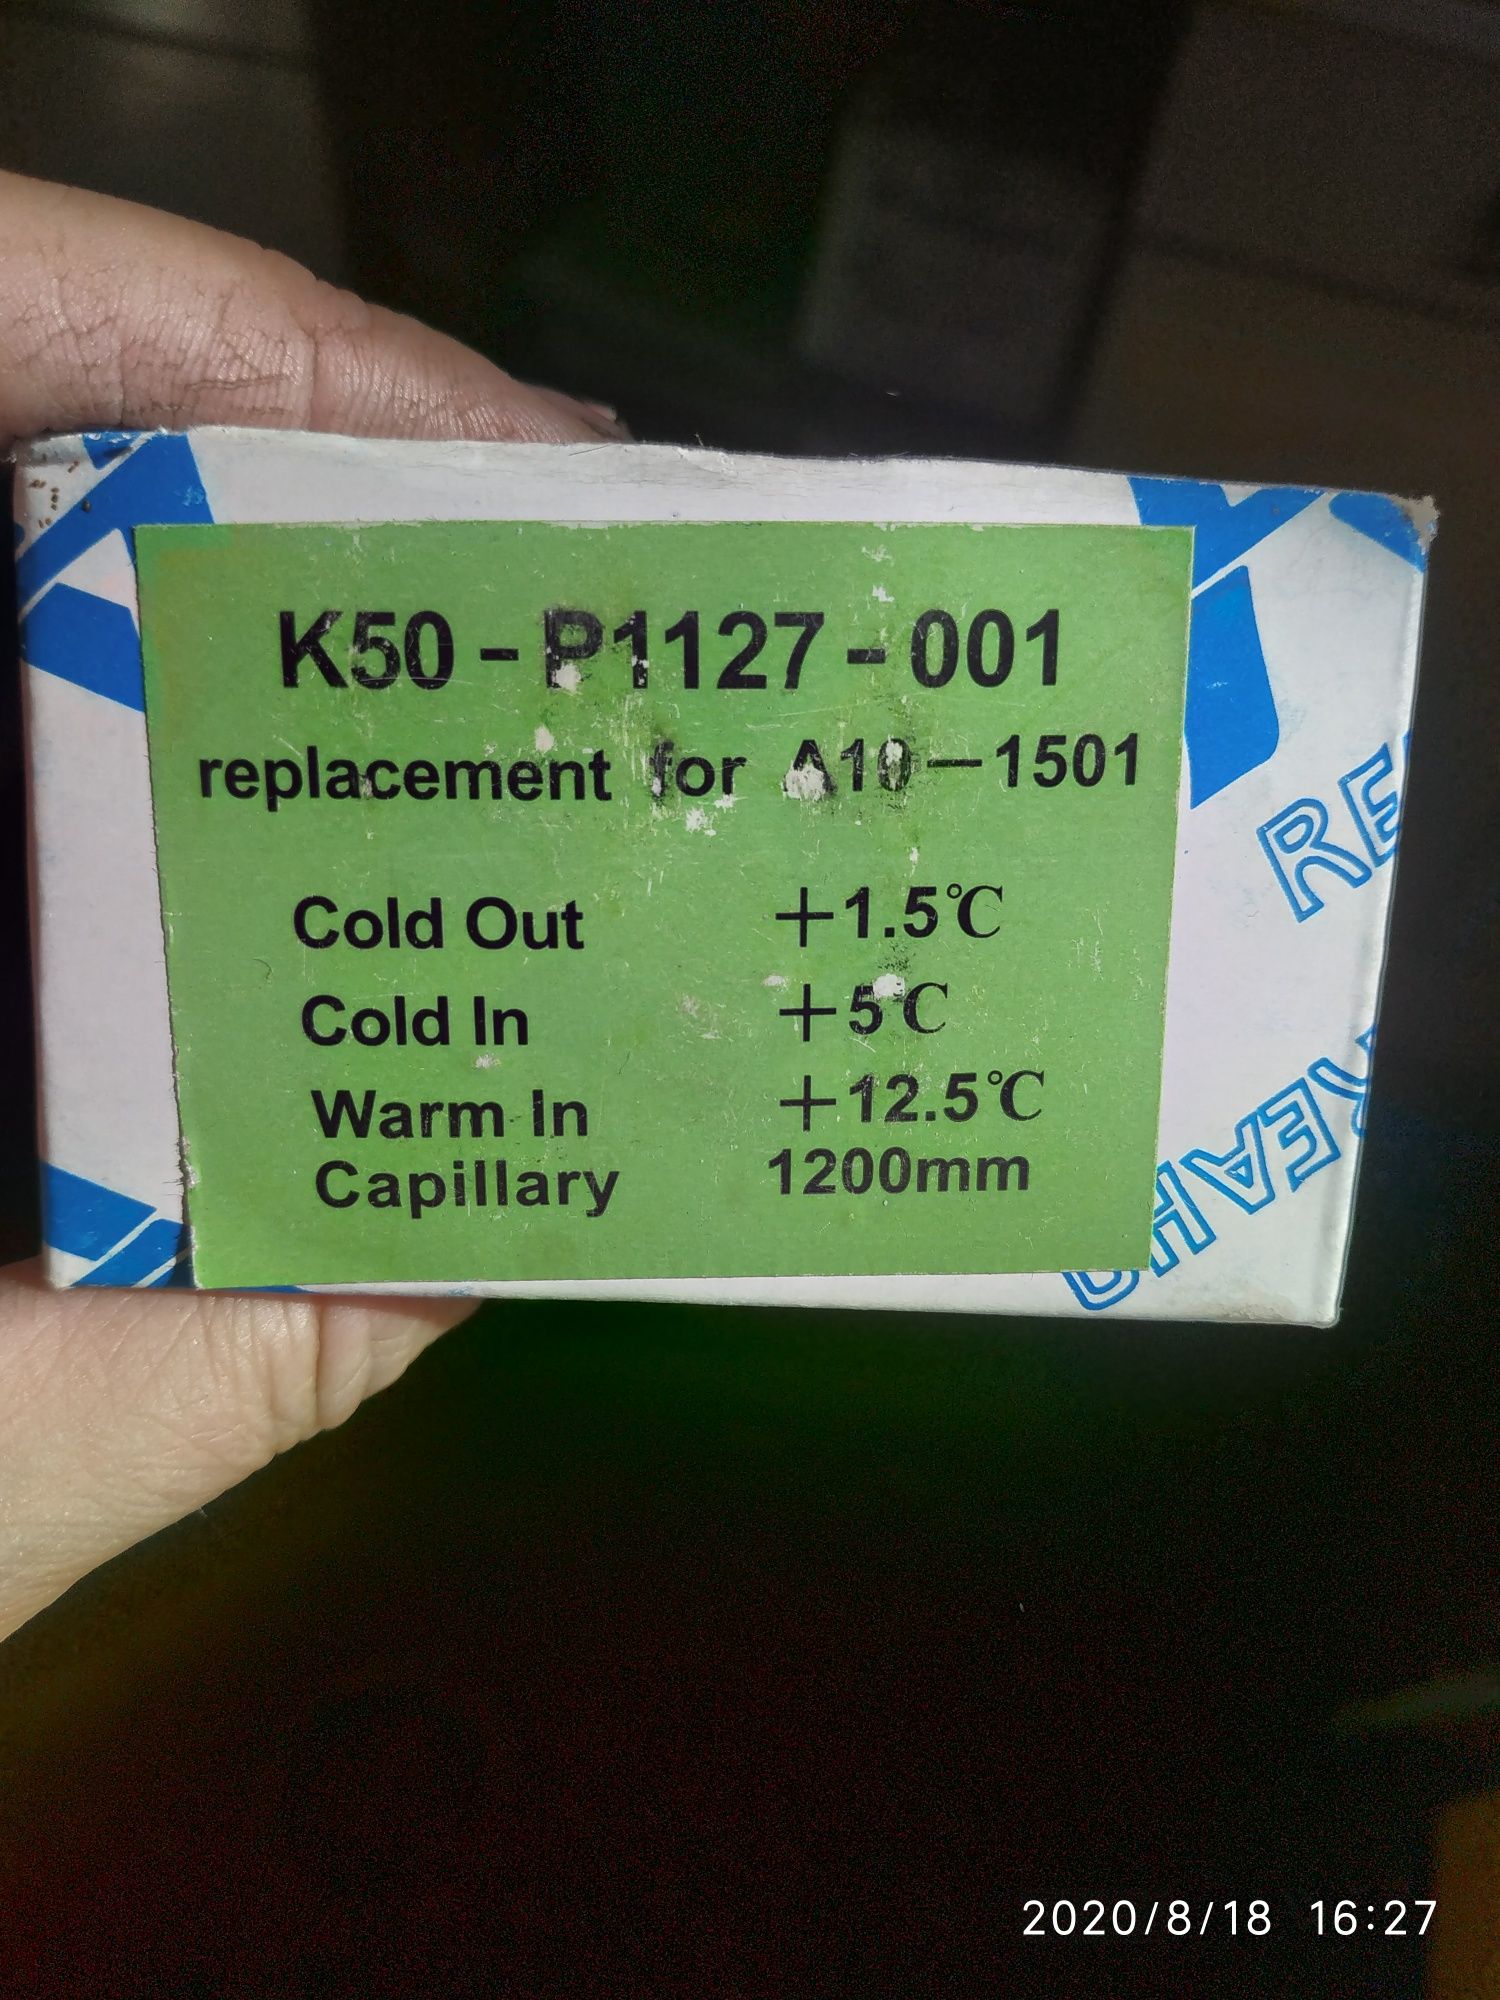 K50-P1127-001
replacement for A10-1501
Cold Out +1.5℃
Cold In +5℃
Warm In +12.5℃
Capillary 1200mm
2020/8/18 16:27